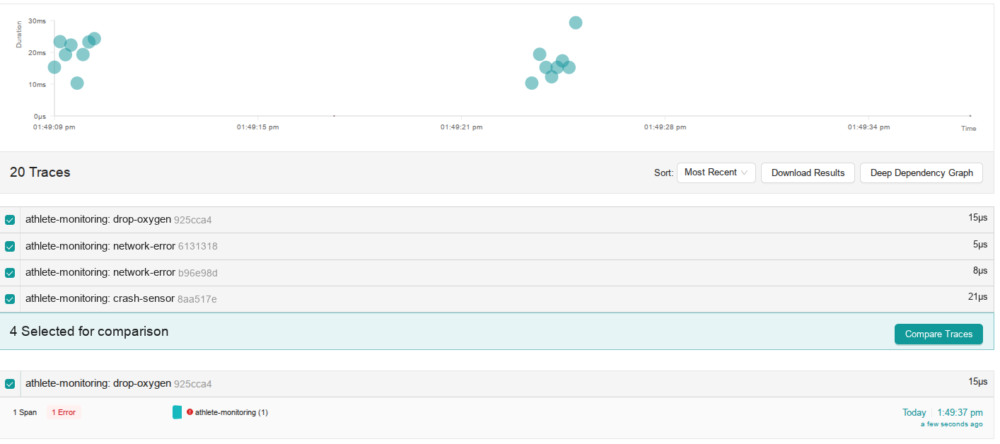 Duration
30ms
20ms
10ms
0μs
01:49:09 pm 01:49:15 pm 01:49:21 pm 01:49:28 pm 01:49:34 pm Time
20 Traces Sort: Most Recent Download Results Deep Dependency Graph
athlete-monitoring: drop-oxygen 925cca4 15μs
athlete-monitoring: network-error 6131318 5μs
athlete-monitoring: network-error b96e98d 8μs
athlete-monitoring: crash-sensor 8aa517e 21μs
4 Selected for comparison Compare Traces
athlete-monitoring: drop-oxygen 925cca4 15μs
1 Span 1 Error athlete-monitoring (1) Today 1:49:37 pm
a few seconds ago